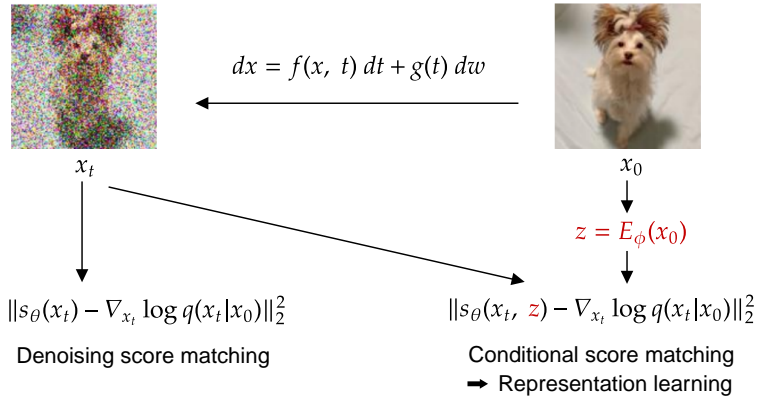 dx = f(x, t) dt + g(t) dw
x_t
x_0
z = E_ϕ(x_0)
‖s_θ(x_t) − ∇_{x_t} log q(x_t|x_0)‖_2^2
‖s_θ(x_t, z) − ∇_{x_t} log q(x_t|x_0)‖_2^2
Denoising score matching
Conditional score matching
➡ Representation learning